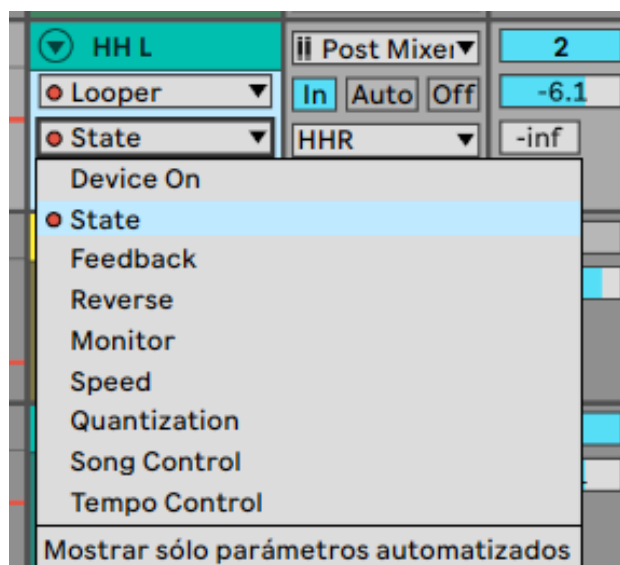 HH L
Post Mixer
2
Looper
In Auto Off
-6.1
State
HHR
-inf
Device On
State
Feedback
Reverse
Monitor
Speed
Quantization
Song Control
Tempo Control
Mostrar sólo parámetros automatizados